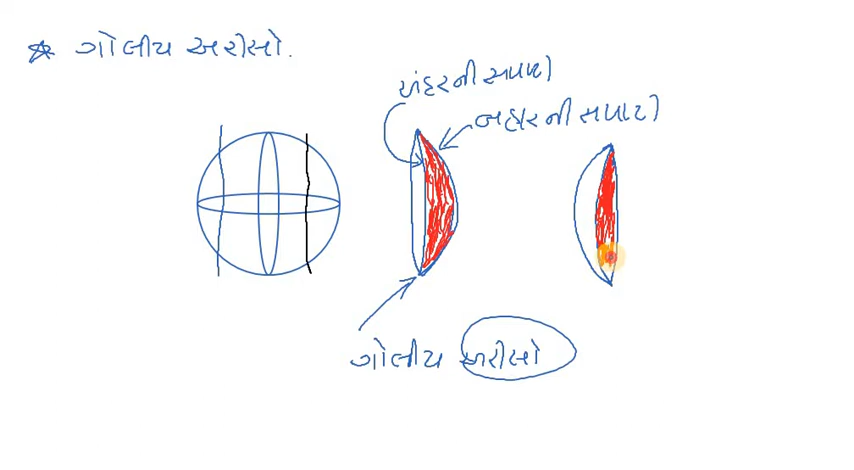 * ગોલીય અરીસો.
અંદરની સપાટી
બહારની સપાટી
ગોલીય અરીસો